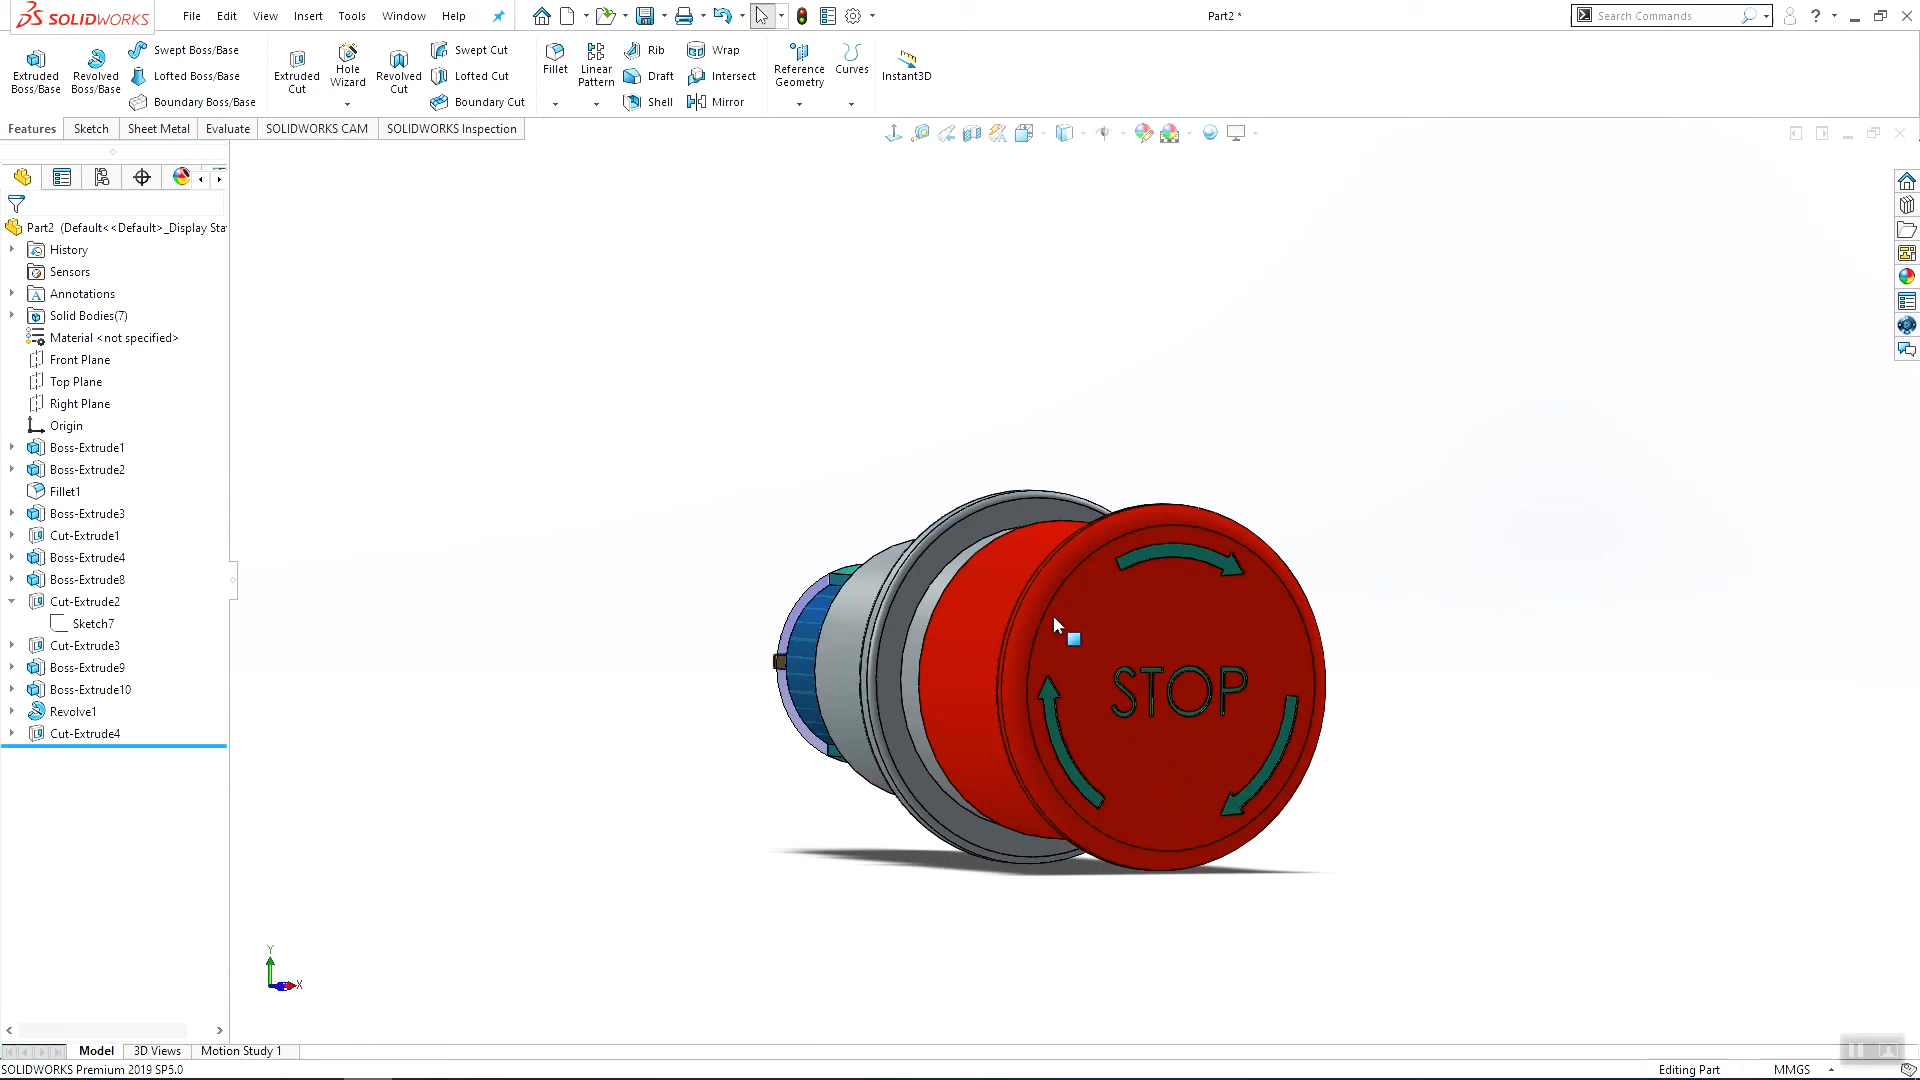 SOLIDWORKS File Edit View Insert Tools Window Help Part2 * Search Commands
Extruded Boss/Base
Revolved Boss/Base
Swept Boss/Base
Lofted Boss/Base
Boundary Boss/Base
Extruded Cut
Hole Wizard
Revolved Cut
Swept Cut
Lofted Cut
Boundary Cut
Fillet
Linear Pattern
Rib
Draft
Shell
Wrap
Intersect
Mirror
Reference Geometry
Curves
Instant3D
Features Sketch Sheet Metal Evaluate SOLIDWORKS CAM SOLIDWORKS Inspection
Part2 (Default<<Default>_Display Sta
History
Sensors
Annotations
Solid Bodies(7)
Material <not specified>
Front Plane
Top Plane
Right Plane
Origin
Boss-Extrude1
Boss-Extrude2
Fillet1
Boss-Extrude3
Cut-Extrude1
Boss-Extrude4
Boss-Extrude8
Cut-Extrude2
Sketch7
Cut-Extrude3
Boss-Extrude9
Boss-Extrude10
Revolve1
Cut-Extrude4
STOP
Y
X
Model 3D Views Motion Study 1
SOLIDWORKS Premium 2019 SP5.0 Editing Part MMGS